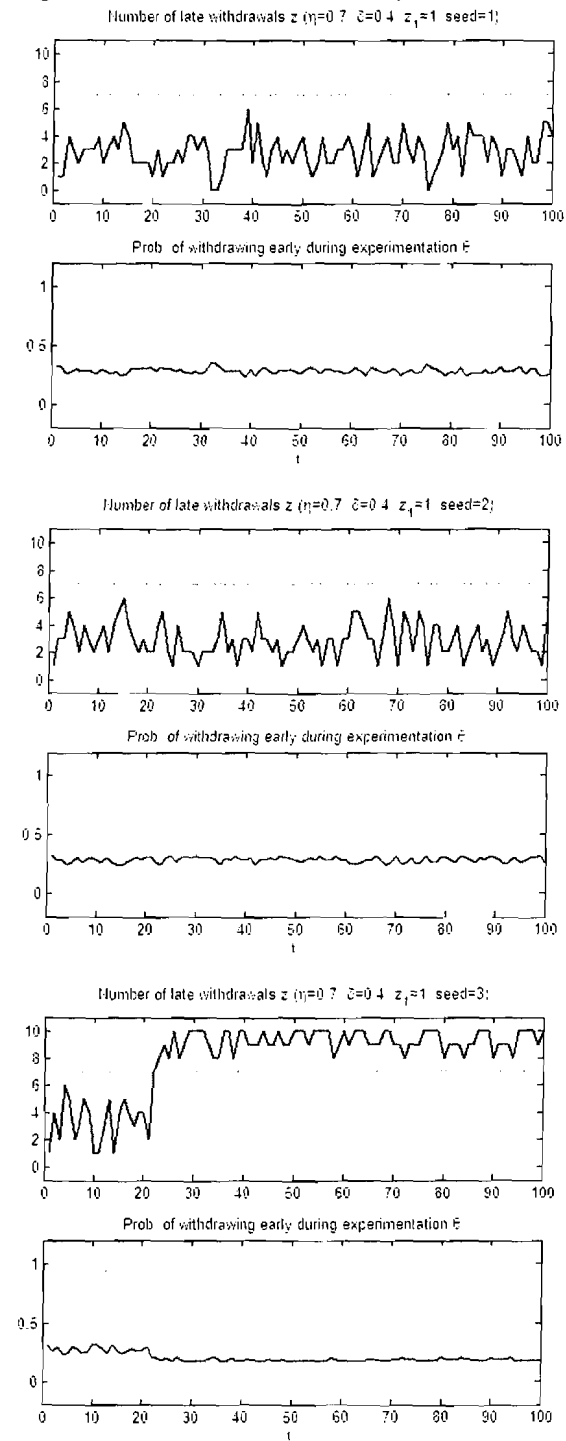 Number of late withdrawals z (η=0.7 δ=0.4 z1=1 seed=1)
10
8
6
4
2
0
0 10 20 30 40 50 60 70 80 90 100
Prob of withdrawing early during experimentation θ
1
0.5
0
0 10 20 30 40 50 60 70 80 90 100
t
Number of late withdrawals z (η=0.7 δ=0.4 z1=1 seed=2)
10
8
6
4
2
0
0 10 20 30 40 50 60 70 80 90 100
Prob of withdrawing early during experimentation θ
1
0.5
0
0 10 20 30 40 50 60 70 80 90 100
t
Number of late withdrawals z (η=0.7 δ=0.4 z1=1 seed=3)
10
8
6
4
2
0
0 10 20 30 40 50 60 70 80 90 100
Prob of withdrawing early during experimentation θ
1
0.5
0
0 10 20 30 40 50 60 70 80 90 100
t